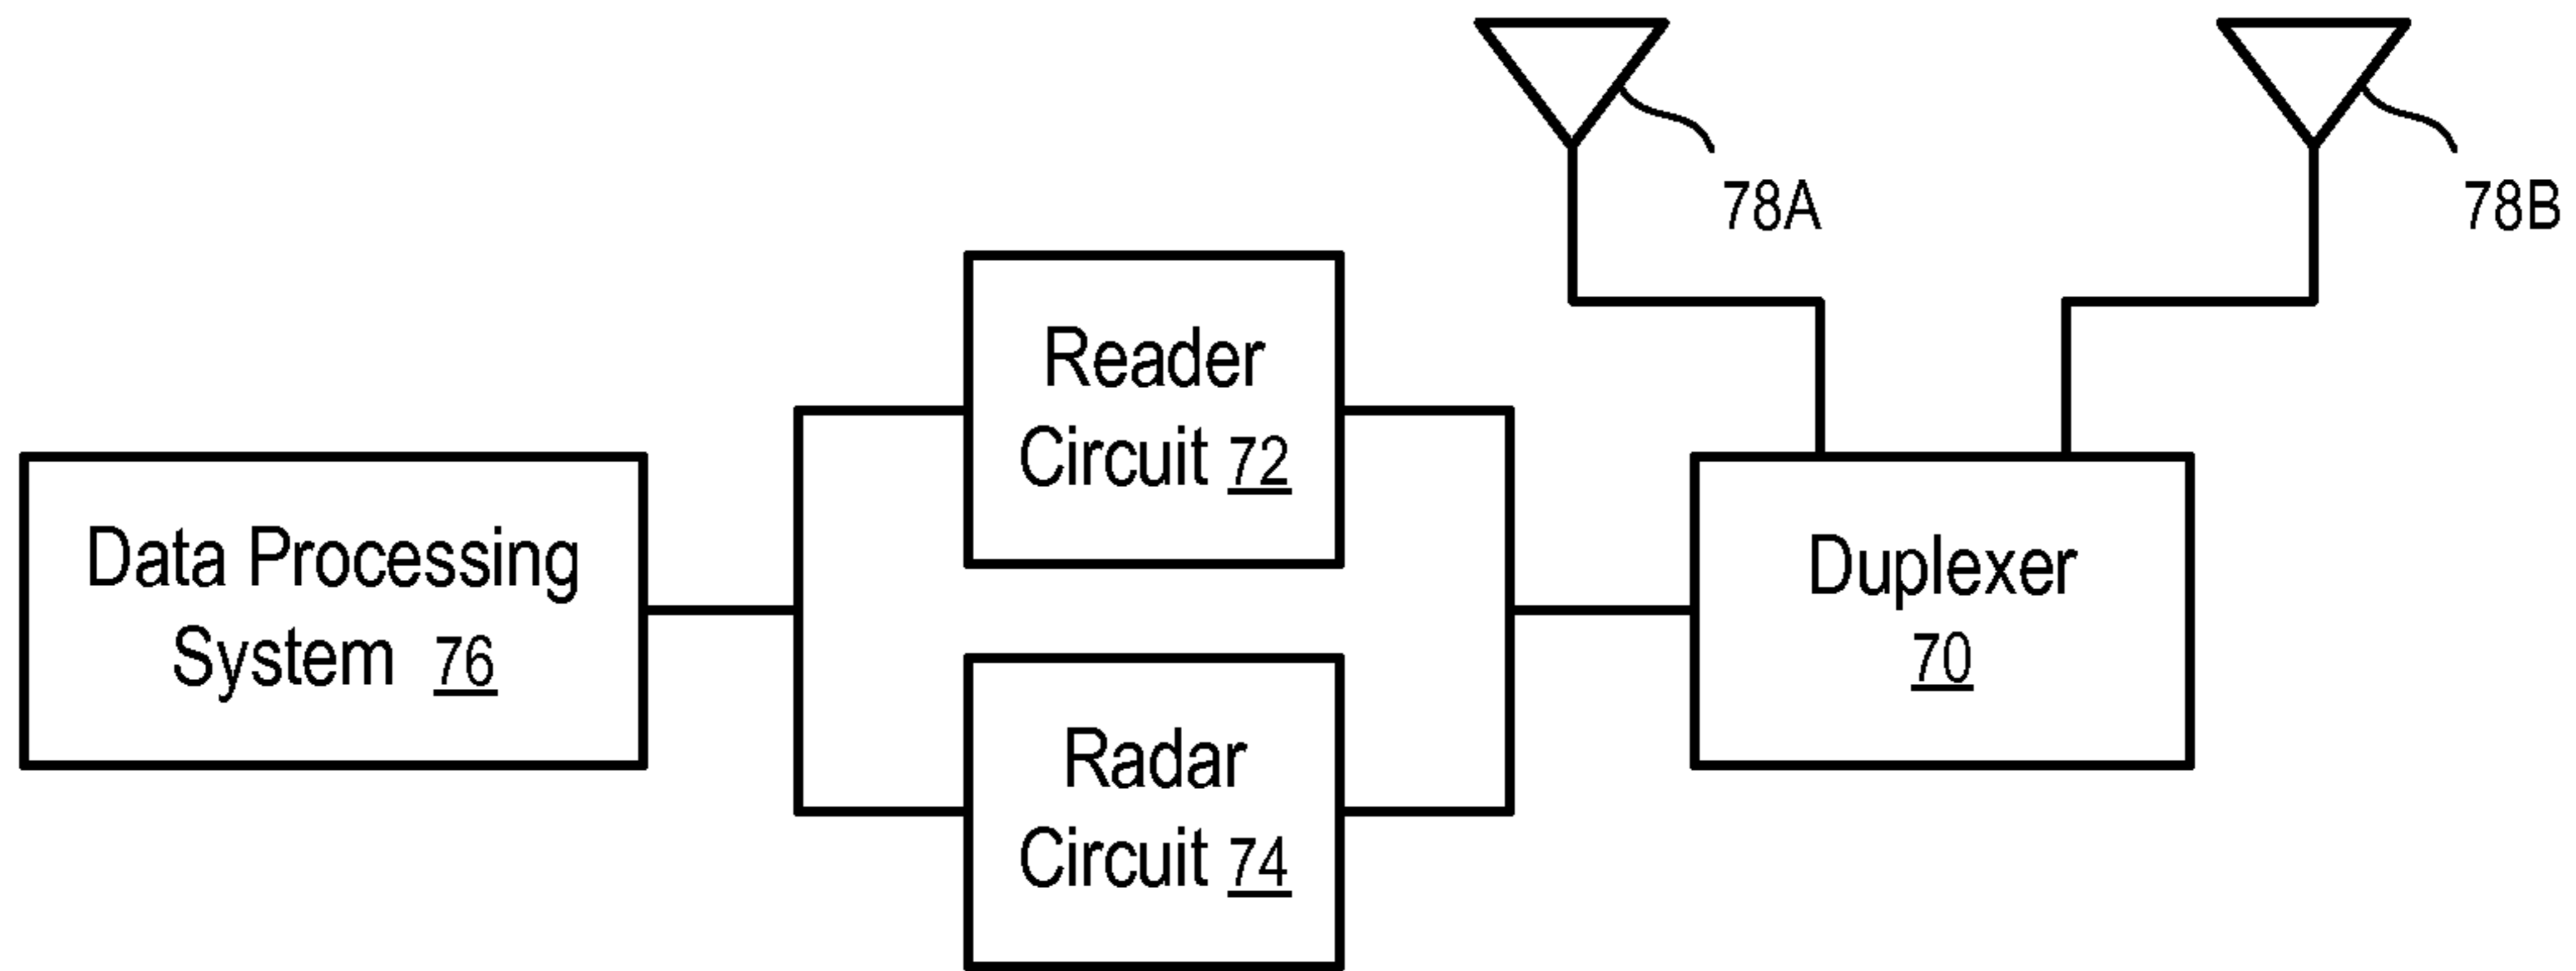 78A
78B
Reader
Circuit 72
Data Processing
System 76
Duplexer
70
Radar
Circuit 74